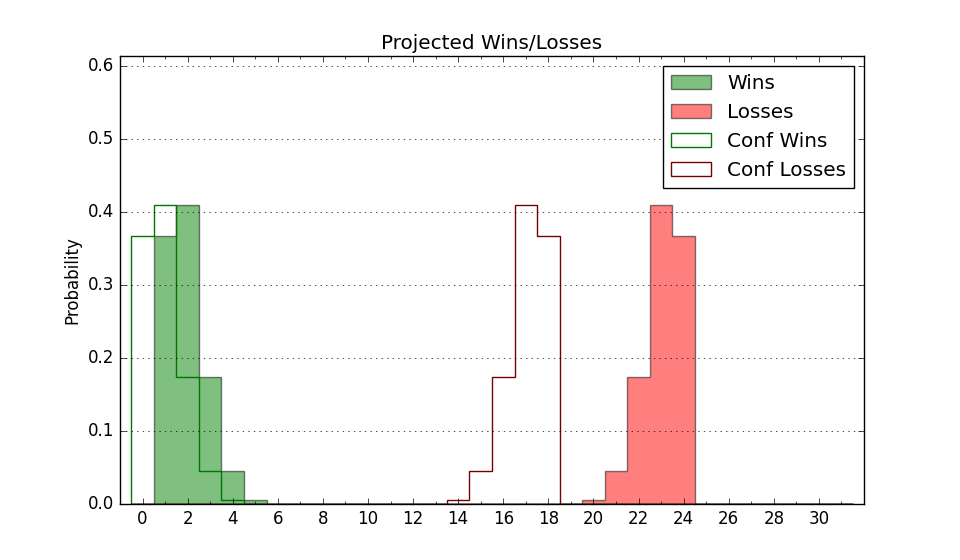 Projected Wins/Losses
Wins
Losses
Conf Wins
Conf Losses
Probability
0.6
0.5
0.4
0.3
0.2
0.1
0.0
0 2 4 6 8 10 12 14 16 18 20 22 24 26 28 30